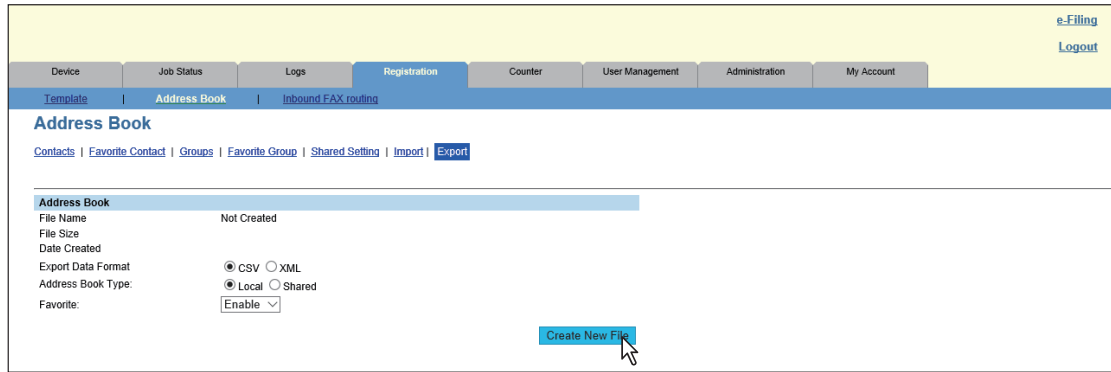 e-Filing
Logout
Device Job Status Logs Registration Counter User Management Administration My Account
Template | Address Book | Inbound FAX routing
Address Book
Contacts | Favorite Contact | Groups | Favorite Group | Shared Setting | Import | Export
Address Book
File Name Not Created
File Size
Date Created
Export Data Format CSV XML
Address Book Type: Local Shared
Favorite: Enable
Create New File